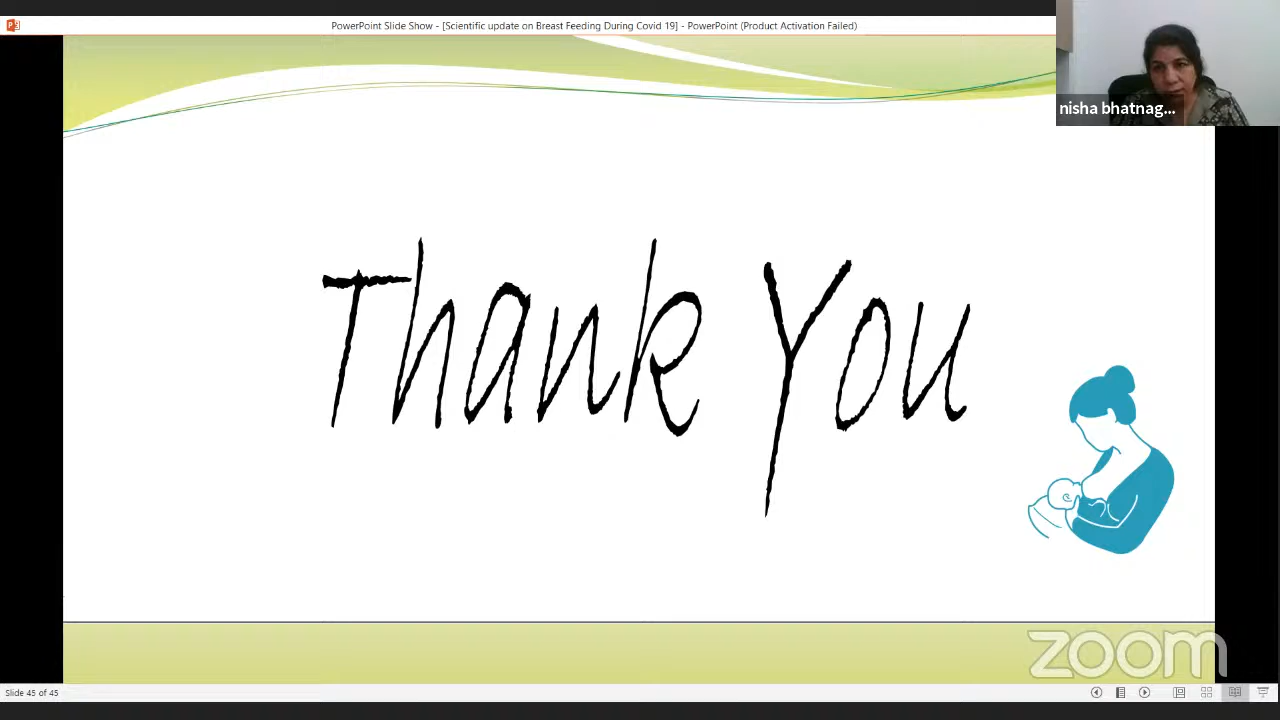 PowerPoint Slide Show - [Scientific update on Breast Feeding During Covid 19] - PowerPoint (Product Activation Failed)
nisha bhatnag...
Thank You
zoom
Slide 45 of 45